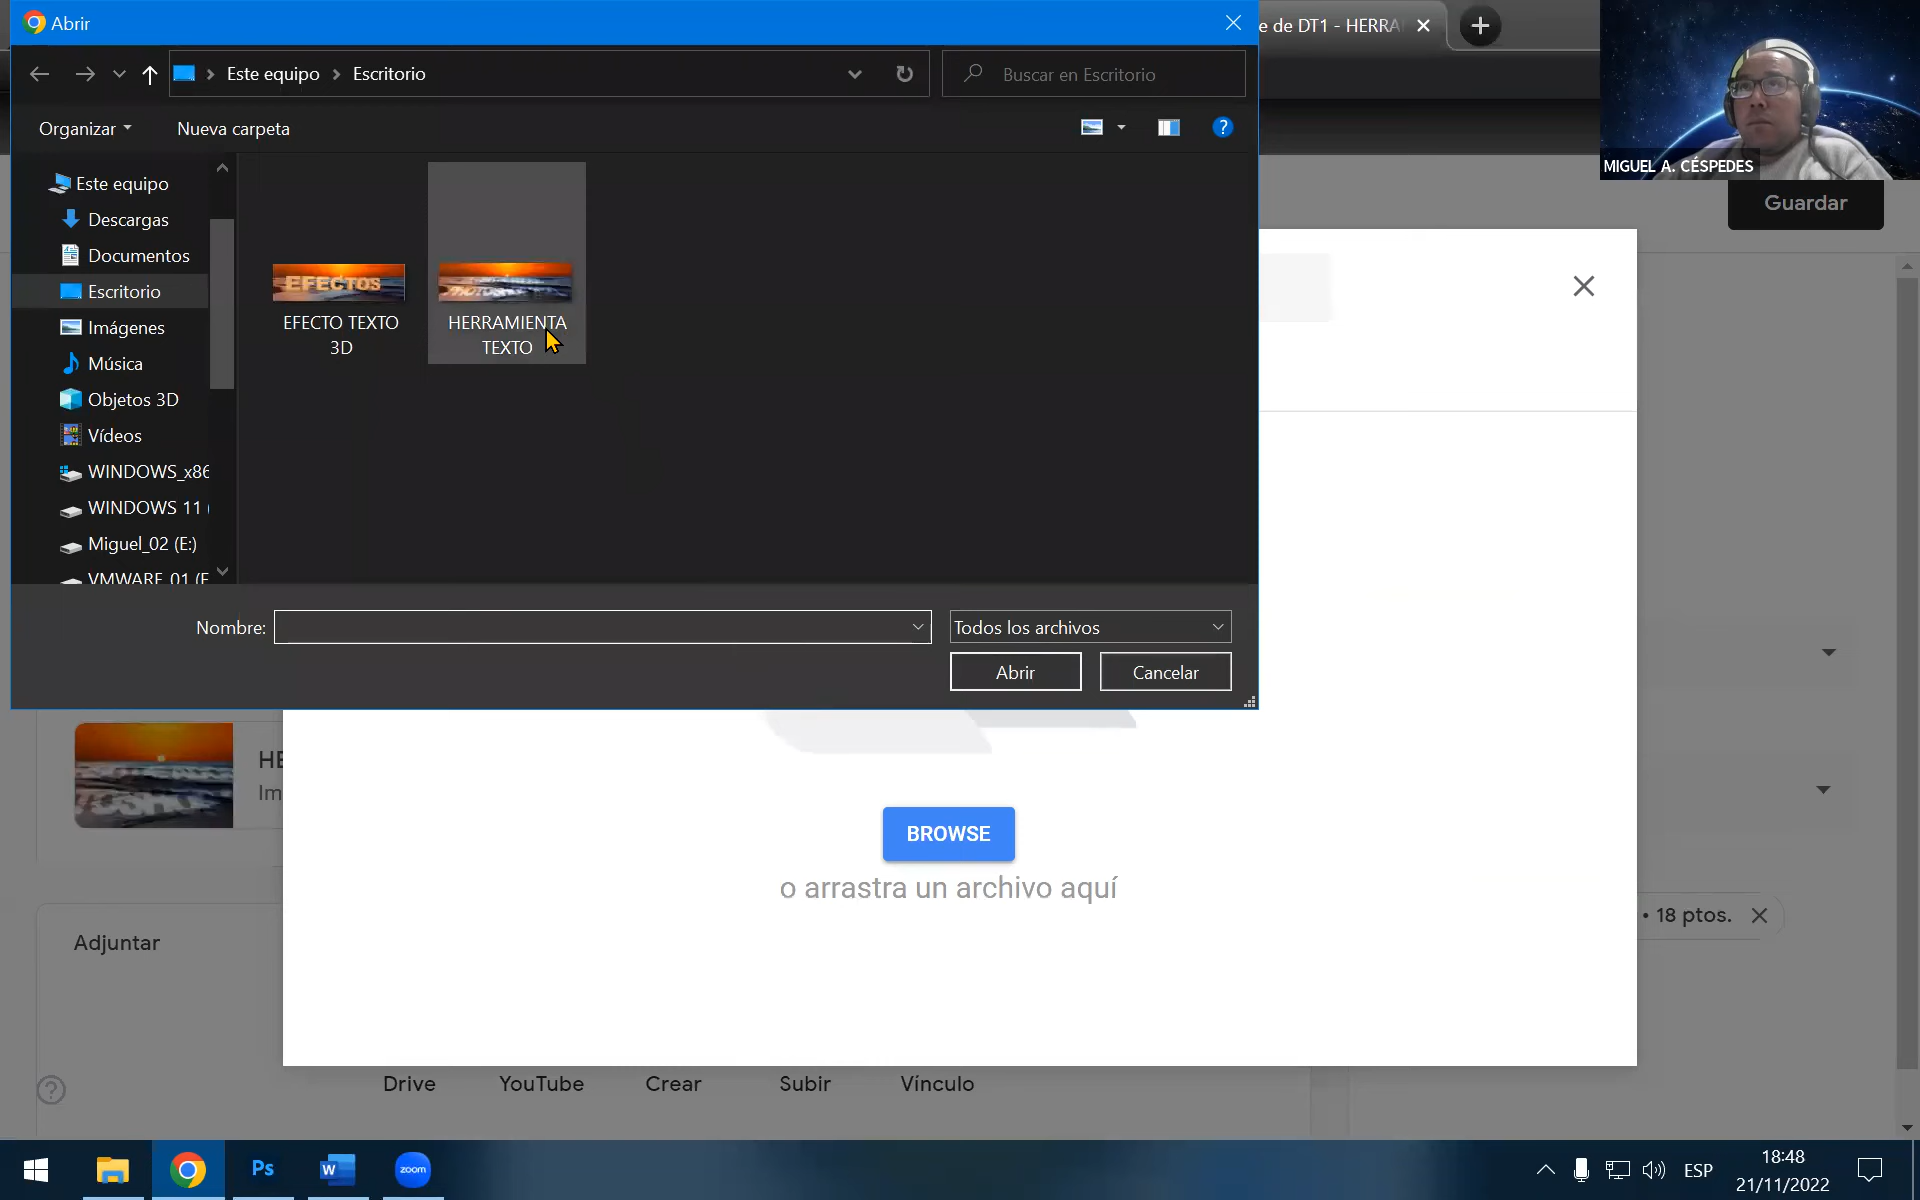 Abrir
e de DT1 - HERRA
Este equipo
Escritorio
Buscar en Escritorio
Organizar
Nueva carpeta
?
MIGUEL A. CÉSPEDES
Guardar
Este equipo
Descargas
Documentos
Escritorio
Imágenes
Música
Objetos 3D
Vídeos
WINDOWS_x86
WINDOWS 11 (
Miguel_02 (E:)
VMWARE_01 (F
EFECTOS
EFECTO TEXTO
3D
HERRAMIENTA
TEXTO
Nombre:
Todos los archivos
Abrir
Cancelar
HE
Im
BROWSE
o arrastra un archivo aquí
• 18 ptos.
Adjuntar
Drive
YouTube
Crear
Subir
Vínculo
?
Ps
W
zoom
ESP
18:48
21/11/2022